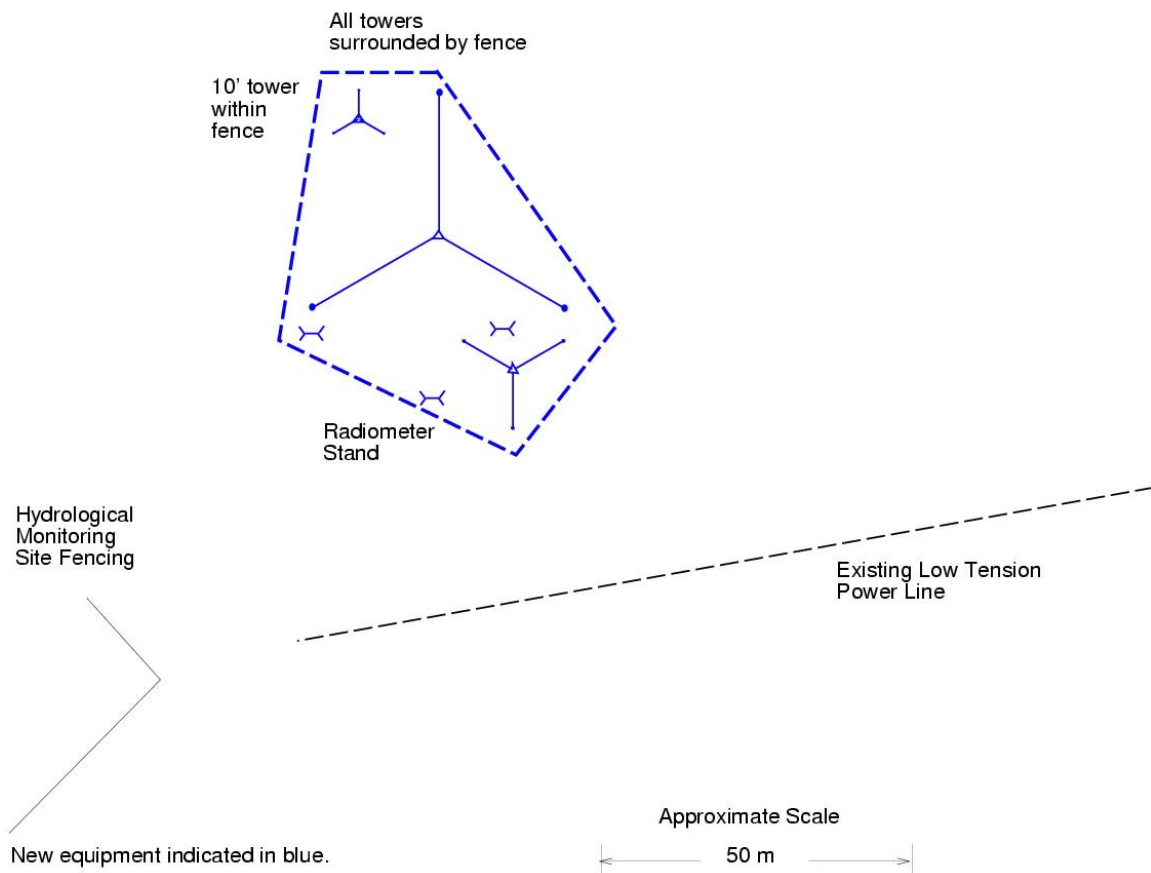 All towers
surrounded by fence
10' tower
within
fence
Radiometer
Stand
Hydrological
Monitoring
Site Fencing
Existing Low Tension
Power Line
Approximate Scale
50 m
New equipment indicated in blue.